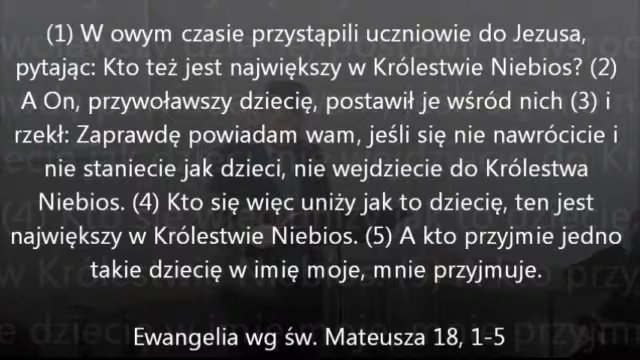 (1) W owym czasie przystąpili uczniowie do Jezusa,
pytając: Kto też jest największy w Królestwie Niebios? (2)
A On, przywoławszy dziecię, postawił je wśród nich (3) i
rzekł: Zaprawdę powiadam wam, jeśli się nie nawrócicie i
nie staniecie jak dzieci, nie wejdziecie do Królestwa
Niebios. (4) Kto się więc uniży jak to dziecię, ten jest
największy w Królestwie Niebios. (5) A kto przyjmie jedno
takie dziecię w imię moje, mnie przyjmuje.
Ewangelia wg św. Mateusza 18, 1-5